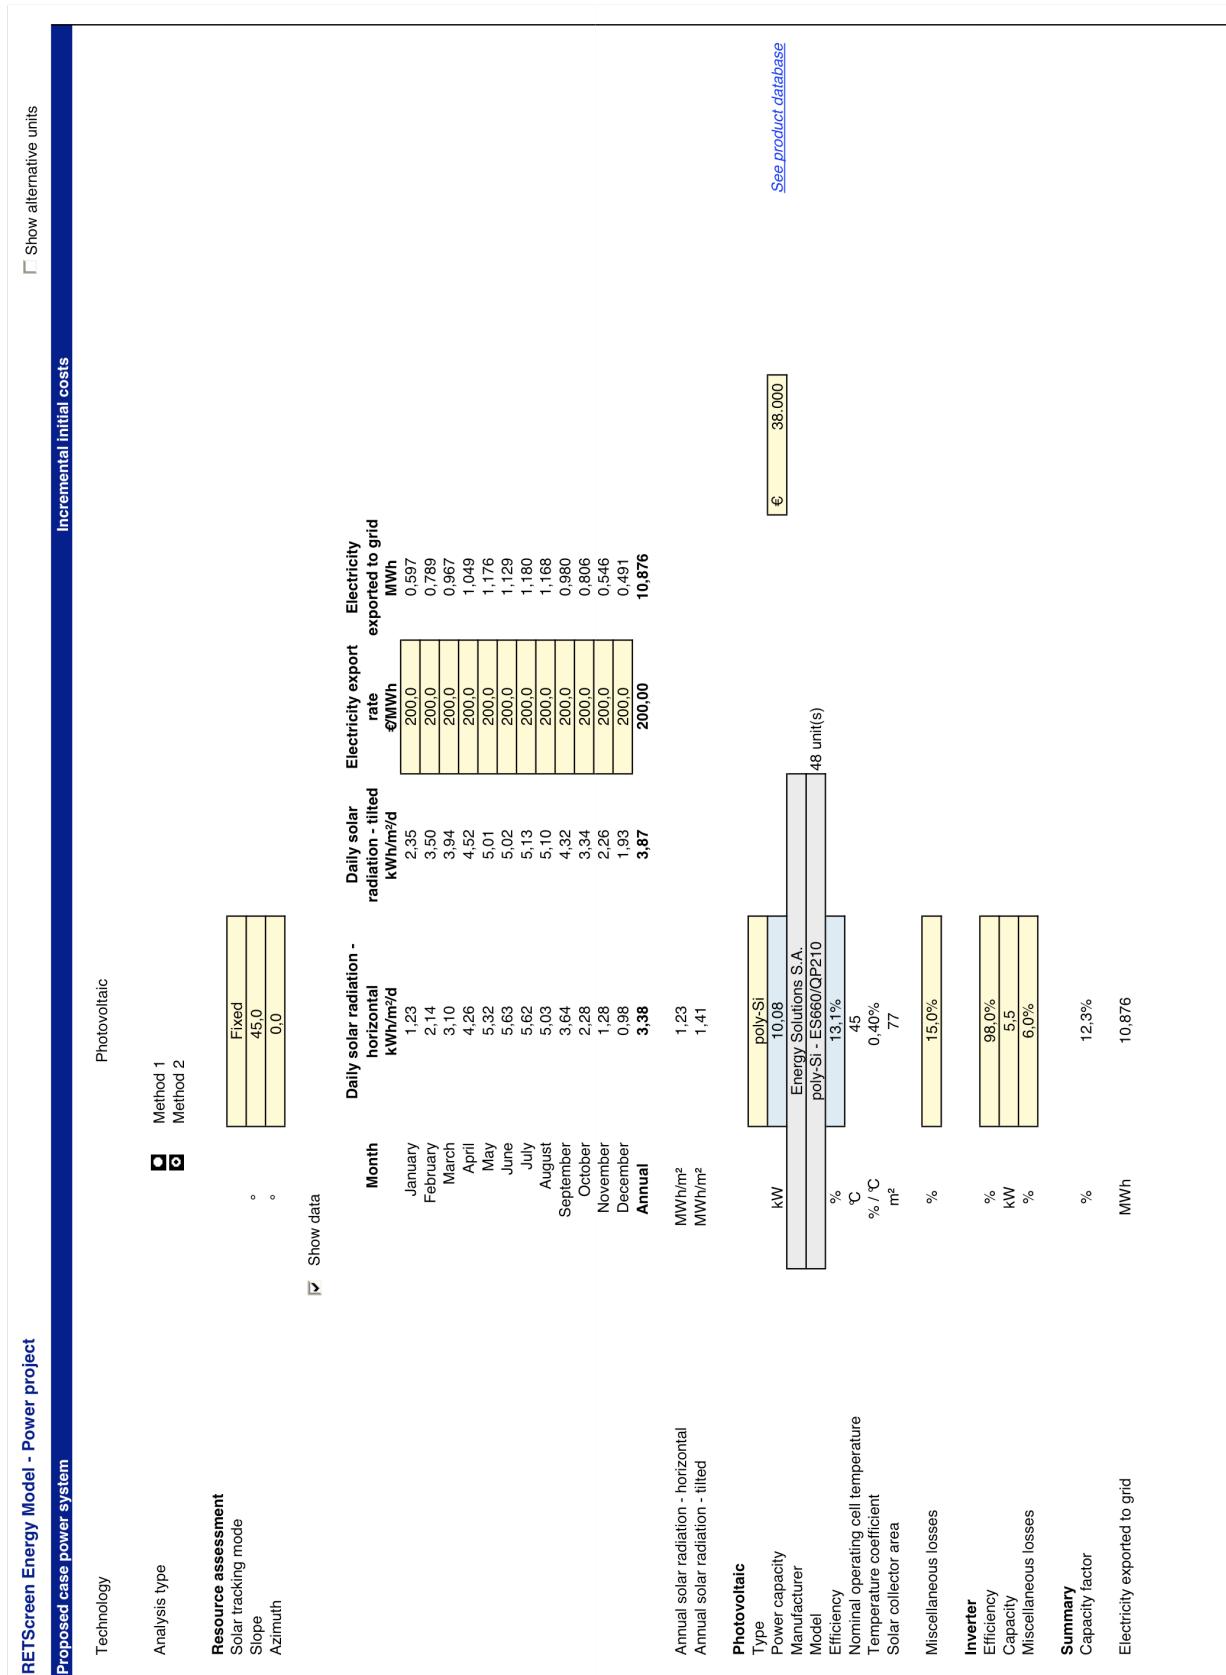 RETScreen Energy Model - Power project
Show alternative units
Proposed case power system Incremental initial costs
Technology Photovoltaic
Analysis type Method 1
Method 2
Resource assessment
Solar tracking mode Fixed
Slope ° 45,0
Azimuth ° 0,0
Show data
Month Daily solar radiation - horizontal Daily solar radiation - tilted Electricity export rate Electricity exported to grid
kWh/m²/d kWh/m²/d €/MWh MWh
January 1,23 2,35 200,0 0,597
February 2,14 3,50 200,0 0,789
March 3,10 3,94 200,0 0,967
April 4,26 4,52 200,0 1,049
May 5,32 5,01 200,0 1,176
June 5,63 5,02 200,0 1,129
July 5,62 5,13 200,0 1,180
August 5,03 5,10 200,0 1,168
September 3,64 4,32 200,0 0,980
October 2,28 3,34 200,0 0,806
November 1,28 2,26 200,0 0,546
December 0,98 1,93 200,0 0,491
Annual 3,38 3,87 200,00 10,876
Annual solar radiation - horizontal MWh/m² 1,23
Annual solar radiation - tilted MWh/m² 1,41
Photovoltaic
Type poly-Si
Power capacity kW 10,08 € 38.000 See product database
Manufacturer Energy Solutions S.A.
Model poly-Si - ES660/QP210 48 unit(s)
Efficiency % 13,1%
Nominal operating cell temperature °C 45
Temperature coefficient % / °C 0,40%
Solar collector area m² 77
Miscellaneous losses % 15,0%
Inverter
Efficiency % 98,0%
Capacity kW 5,5
Miscellaneous losses % 6,0%
Summary
Capacity factor % 12,3%
Electricity exported to grid MWh 10,876